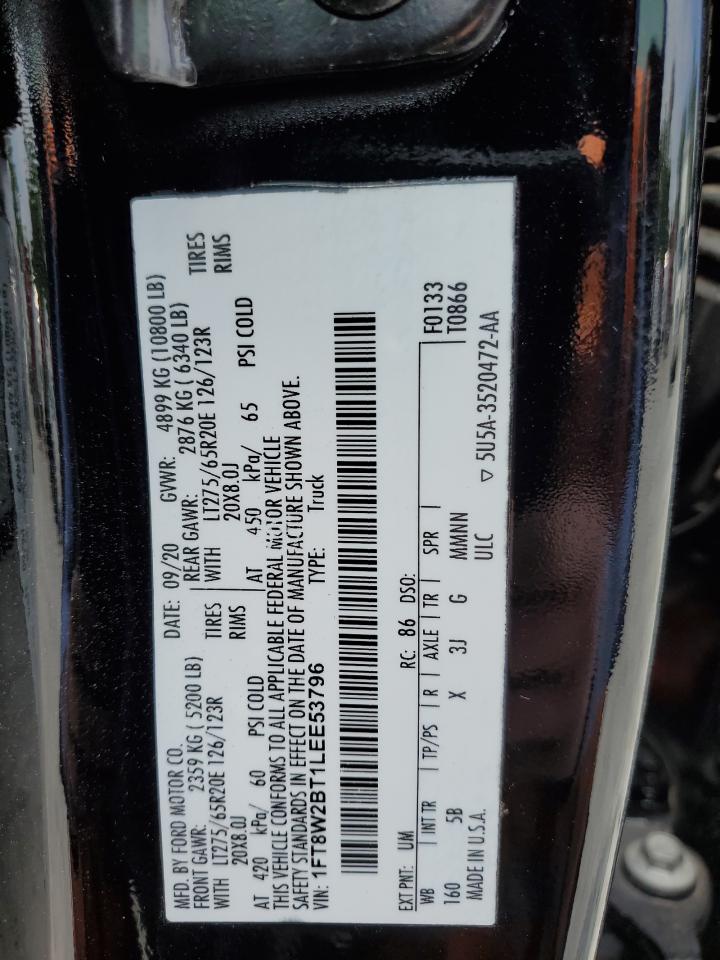 MFD. BY FORD MOTOR CO. DATE: 09/20 GVWR: 4899 KG (10800 LB)
FRONT GAWR: 2359 KG ( 5200 LB) REAR GAWR: 2876 KG ( 6340 LB)
WITH LT275/65R20E 126/123R TIRES WITH LT275/65R20E 126/123R TIRES
20X8.0J RIMS 20X8.0J RIMS
AT 420 kPa/ 60 PSI COLD AT 450 kPa/ 65 PSI COLD
THIS VEHICLE CONFORMS TO ALL APPLICABLE FEDERAL MOTOR VEHICLE
SAFETY STANDARDS IN EFFECT ON THE DATE OF MANUFACTURE SHOWN ABOVE.
VIN: 1FT8W2BT1LEE53796 TYPE: Truck
EXT PNT: UM RC: 86 DSO: F0133
WB INT TR TP/PS R AXLE TR SPR T0866
160 5B X 3J G MMNNN
MADE IN U.S.A. ULC
▽ 5U5A-3520472-AA